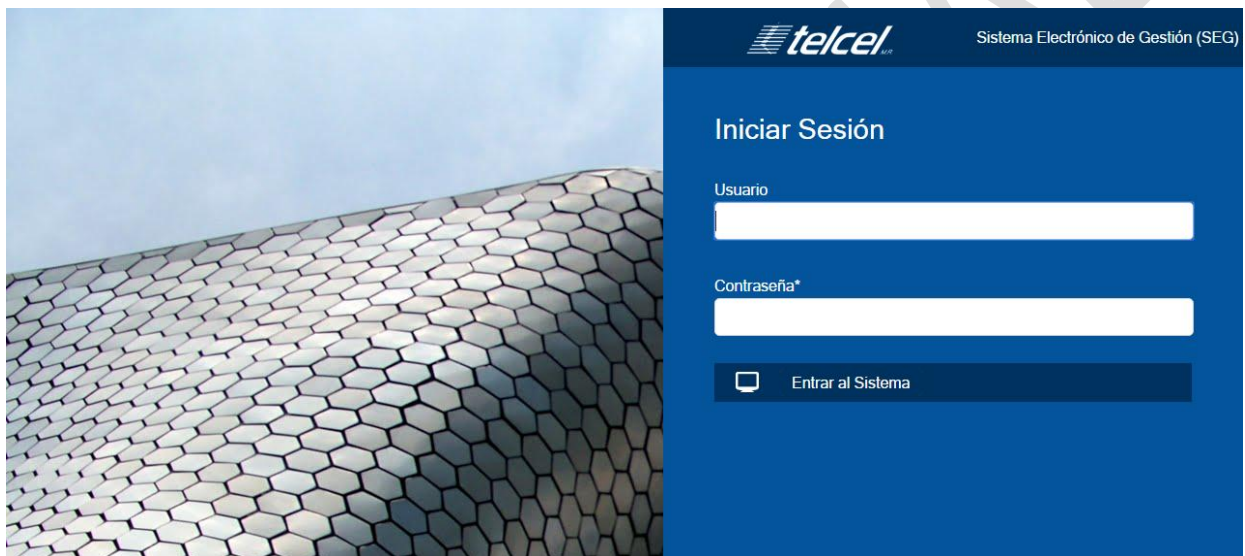 telcel M.R.
Sistema Electrónico de Gestión (SEG)
Iniciar Sesión
Usuario
Contraseña*
Entrar al Sistema